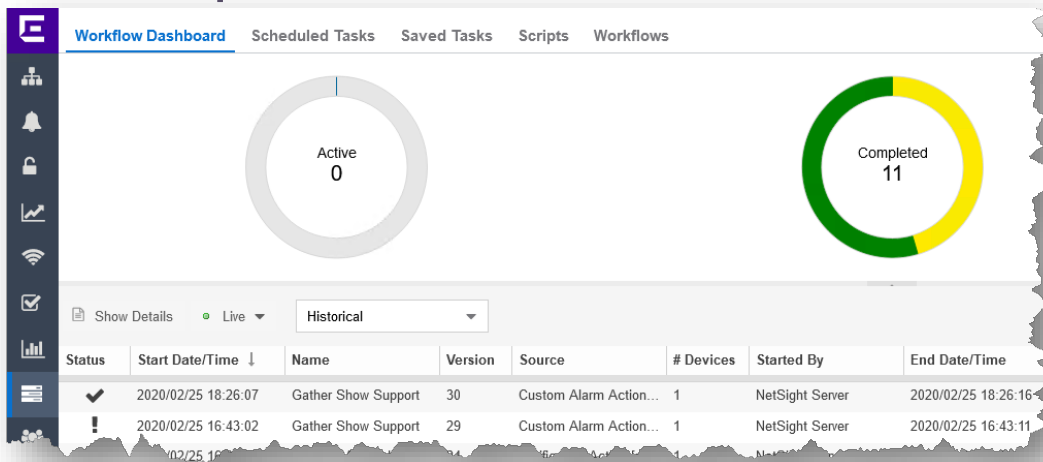 Workflow Dashboard Scheduled Tasks Saved Tasks Scripts Workflows
Active
0
Completed
11
Show Details Live Historical
Status Start Date/Time ↓ Name Version Source # Devices Started By End Date/Time
2020/02/25 18:26:07 Gather Show Support 30 Custom Alarm Action... 1 NetSight Server 2020/02/25 18:26:16
! 2020/02/25 16:43:02 Gather Show Support 29 Custom Alarm Action... 1 NetSight Server 2020/02/25 16:43:11